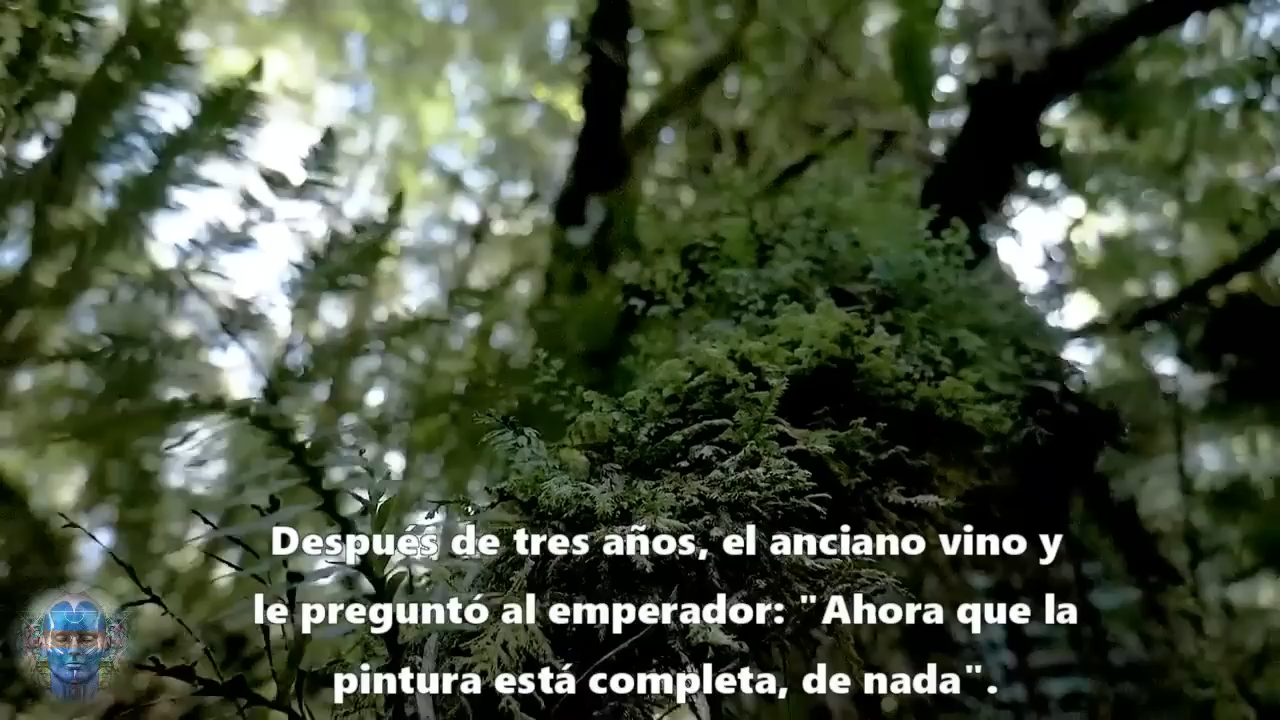 Después de tres años, el anciano vino y
le preguntó al emperador: "Ahora que la
pintura está completa, de nada".